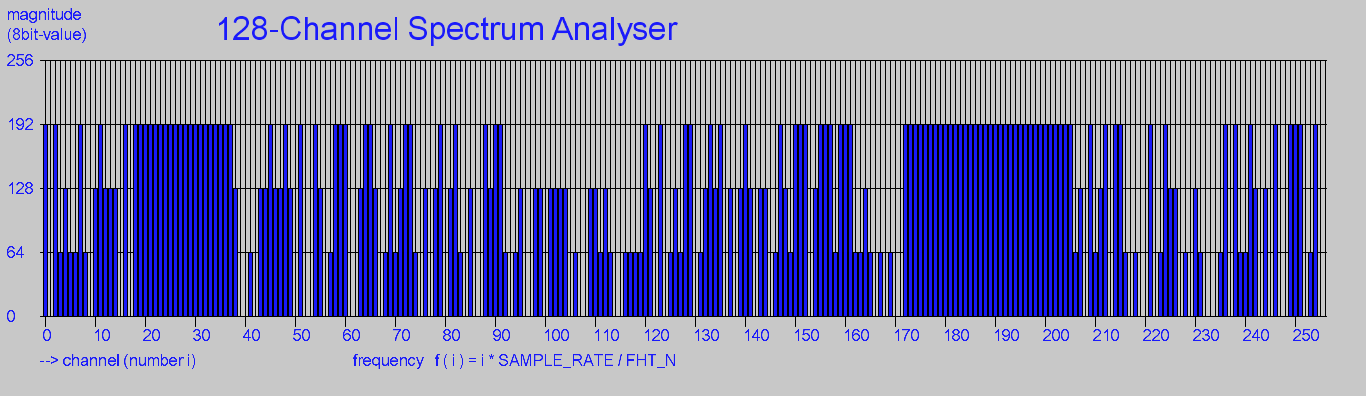 magnitude
(8bit-value)
128-Channel Spectrum Analyser
256
192
128
64
0
0 10 20 30 40 50 60 70 80 90 100 110 120 130 140 150 160 170 180 190 200 210 220 230 240 250
--> channel (number i)
frequency f ( i ) = i * SAMPLE_RATE / FHT_N